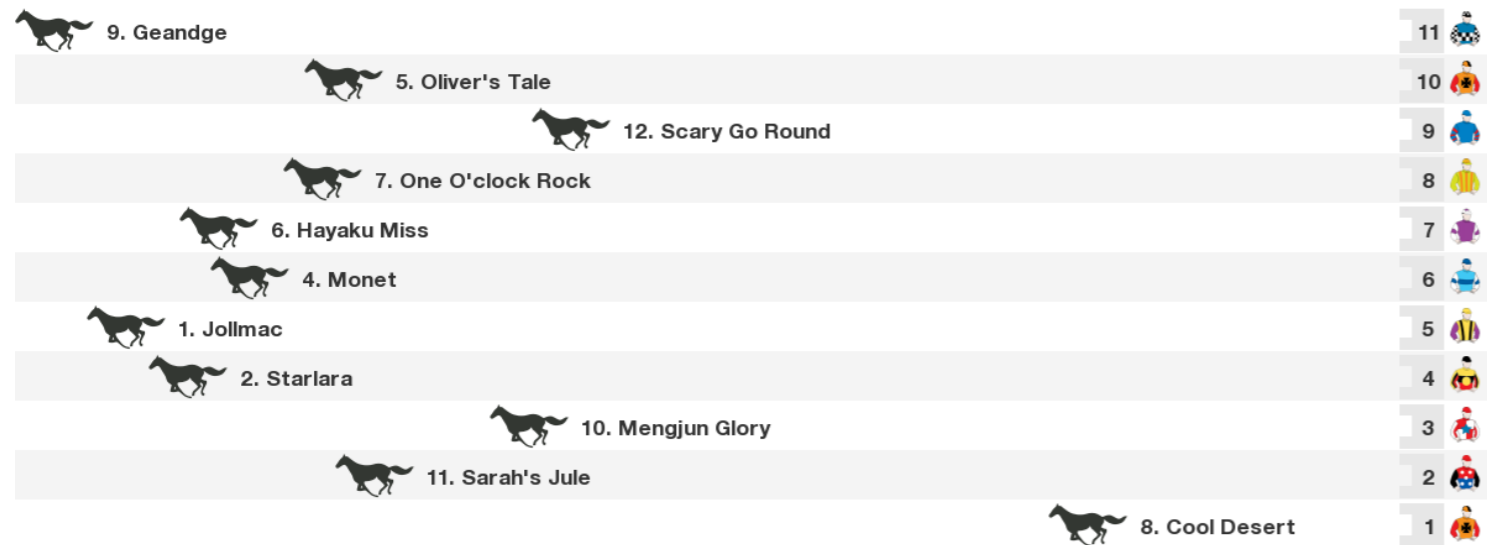 9. Geandge 11
5. Oliver's Tale 10
12. Scary Go Round 9
7. One O'clock Rock 8
6. Hayaku Miss 7
4. Monet 6
1. Jollmac 5
2. Starlara 4
10. Mengjun Glory 3
11. Sarah's Jule 2
8. Cool Desert 1